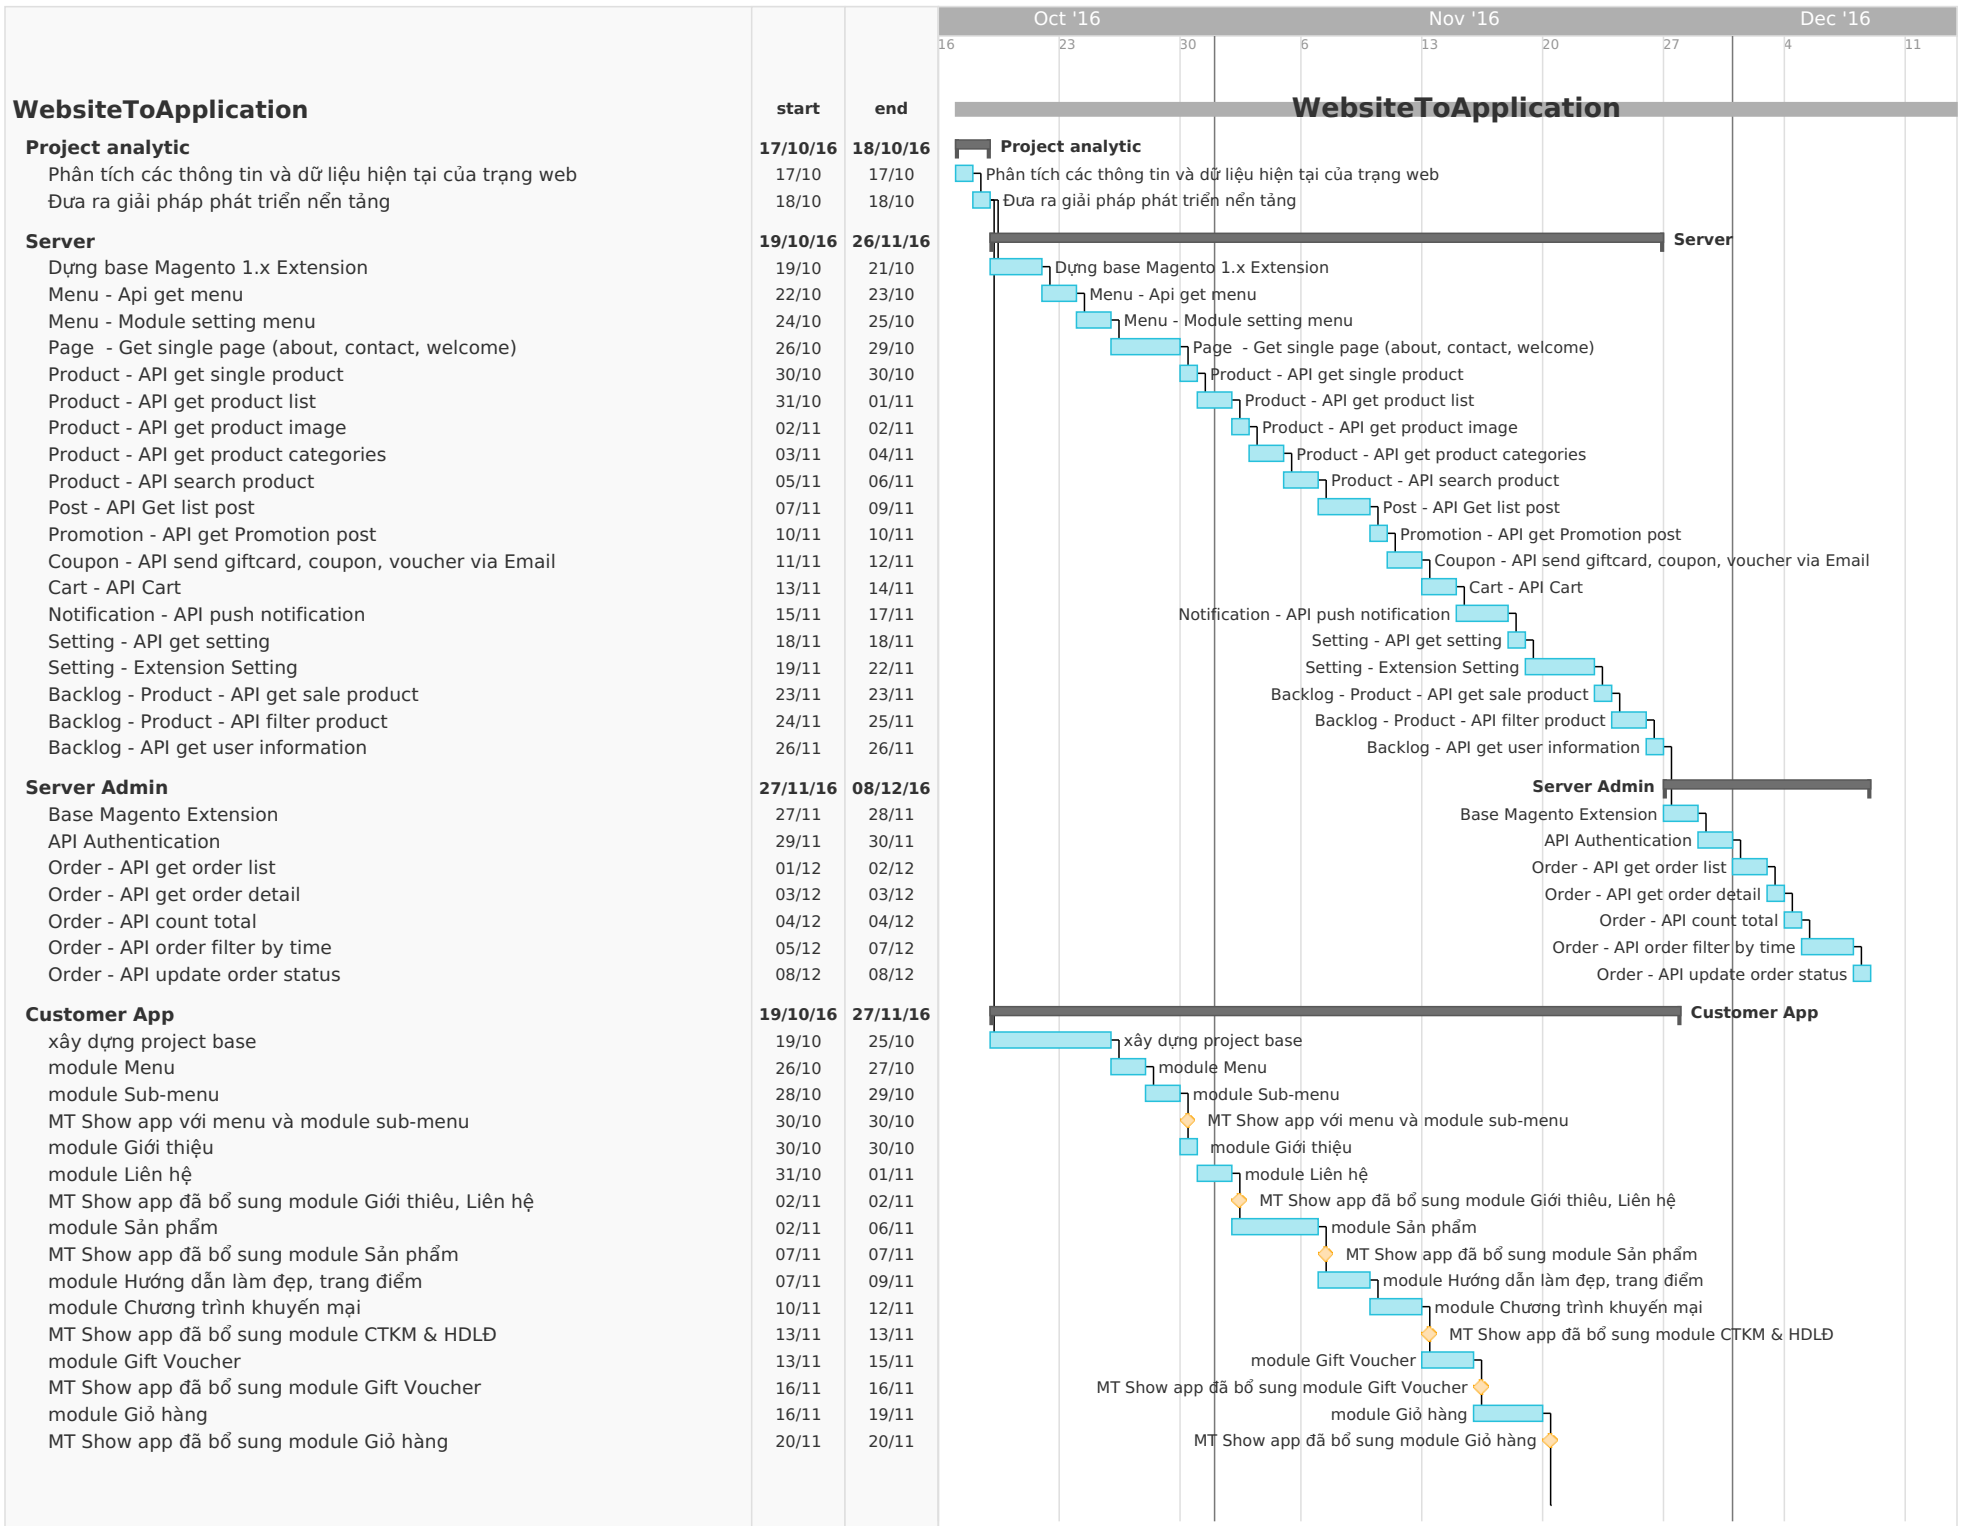 Oct '16 Nov '16 Dec '16
16 23 30 6 13 20 27 4 11
WebsiteToApplication start end WebsiteToApplication
Project analytic 17/10/16 18/10/16 Project analytic
Phân tích các thông tin và dữ liệu hiện tại của trạng web 17/10 17/10 Phân tích các thông tin và dữ liệu hiện tại của trạng web
Đưa ra giải pháp phát triển nển tảng 18/10 18/10 Đưa ra giải pháp phát triển nển tảng
Server 19/10/16 26/11/16 Server
Dựng base Magento 1.x Extension 19/10 21/10 Dựng base Magento 1.x Extension
Menu - Api get menu 22/10 23/10 Menu - Api get menu
Menu - Module setting menu 24/10 25/10 Menu - Module setting menu
Page  - Get single page (about, contact, welcome) 26/10 29/10 Page  - Get single page (about, contact, welcome)
Product - API get single product 30/10 30/10 Product - API get single product
Product - API get product list 31/10 01/11 Product - API get product list
Product - API get product image 02/11 02/11 Product - API get product image
Product - API get product categories 03/11 04/11 Product - API get product categories
Product - API search product 05/11 06/11 Product - API search product
Post - API Get list post 07/11 09/11 Post - API Get list post
Promotion - API get Promotion post 10/11 10/11 Promotion - API get Promotion post
Coupon - API send giftcard, coupon, voucher via Email 11/11 12/11 Coupon - API send giftcard, coupon, voucher via Email
Cart - API Cart 13/11 14/11 Cart - API Cart
Notification - API push notification 15/11 17/11 Notification - API push notification
Setting - API get setting 18/11 18/11 Setting - API get setting
Setting - Extension Setting 19/11 22/11 Setting - Extension Setting
Backlog - Product - API get sale product 23/11 23/11 Backlog - Product - API get sale product
Backlog - Product - API filter product 24/11 25/11 Backlog - Product - API filter product
Backlog - API get user information 26/11 26/11 Backlog - API get user information
Server Admin 27/11/16 08/12/16 Server Admin
Base Magento Extension 27/11 28/11 Base Magento Extension
API Authentication 29/11 30/11 API Authentication
Order - API get order list 01/12 02/12 Order - API get order list
Order - API get order detail 03/12 03/12 Order - API get order detail
Order - API count total 04/12 04/12 Order - API count total
Order - API order filter by time 05/12 07/12 Order - API order filter by time
Order - API update order status 08/12 08/12 Order - API update order status
Customer App 19/10/16 27/11/16 Customer App
xây dựng project base 19/10 25/10 xây dựng project base
module Menu 26/10 27/10 module Menu
module Sub-menu 28/10 29/10 module Sub-menu
MT Show app với menu và module sub-menu 30/10 30/10 MT Show app với menu và module sub-menu
module Giới thiệu 30/10 30/10 module Giới thiệu
module Liên hệ 31/10 01/11 module Liên hệ
MT Show app đã bổ sung module Giới thiêu, Liên hệ 02/11 02/11 MT Show app đã bổ sung module Giới thiêu, Liên hệ
module Sản phẩm 02/11 06/11 module Sản phẩm
MT Show app đã bổ sung module Sản phẩm 07/11 07/11 MT Show app đã bổ sung module Sản phẩm
module Hướng dẫn làm đẹp, trang điểm 07/11 09/11 module Hướng dẫn làm đẹp, trang điểm
module Chương trình khuyến mại 10/11 12/11 module Chương trình khuyến mại
MT Show app đã bổ sung module CTKM & HDLĐ 13/11 13/11 MT Show app đã bổ sung module CTKM & HDLĐ
module Gift Voucher 13/11 15/11 module Gift Voucher
MT Show app đã bổ sung module Gift Voucher 16/11 16/11 MT Show app đã bổ sung module Gift Voucher
module Giỏ hàng 16/11 19/11 module Giỏ hàng
MT Show app đã bổ sung module Giỏ hàng 20/11 20/11 MT Show app đã bổ sung module Giỏ hàng